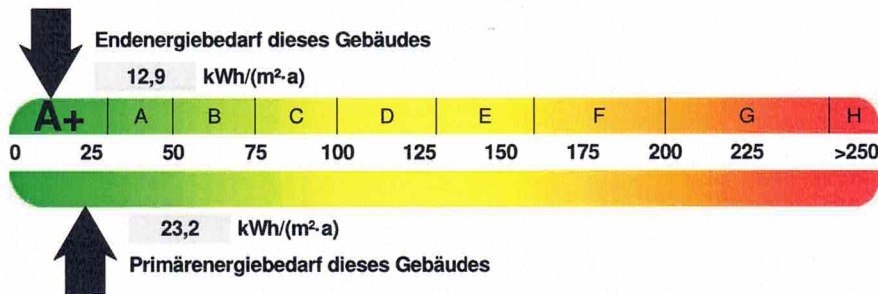 Endenergiebedarf dieses Gebäudes
12,9 kWh/(m²·a)
A+ A B C D E F G H
0 25 50 75 100 125 150 175 200 225 >250
23,2 kWh/(m²·a)
Primärenergiebedarf dieses Gebäudes